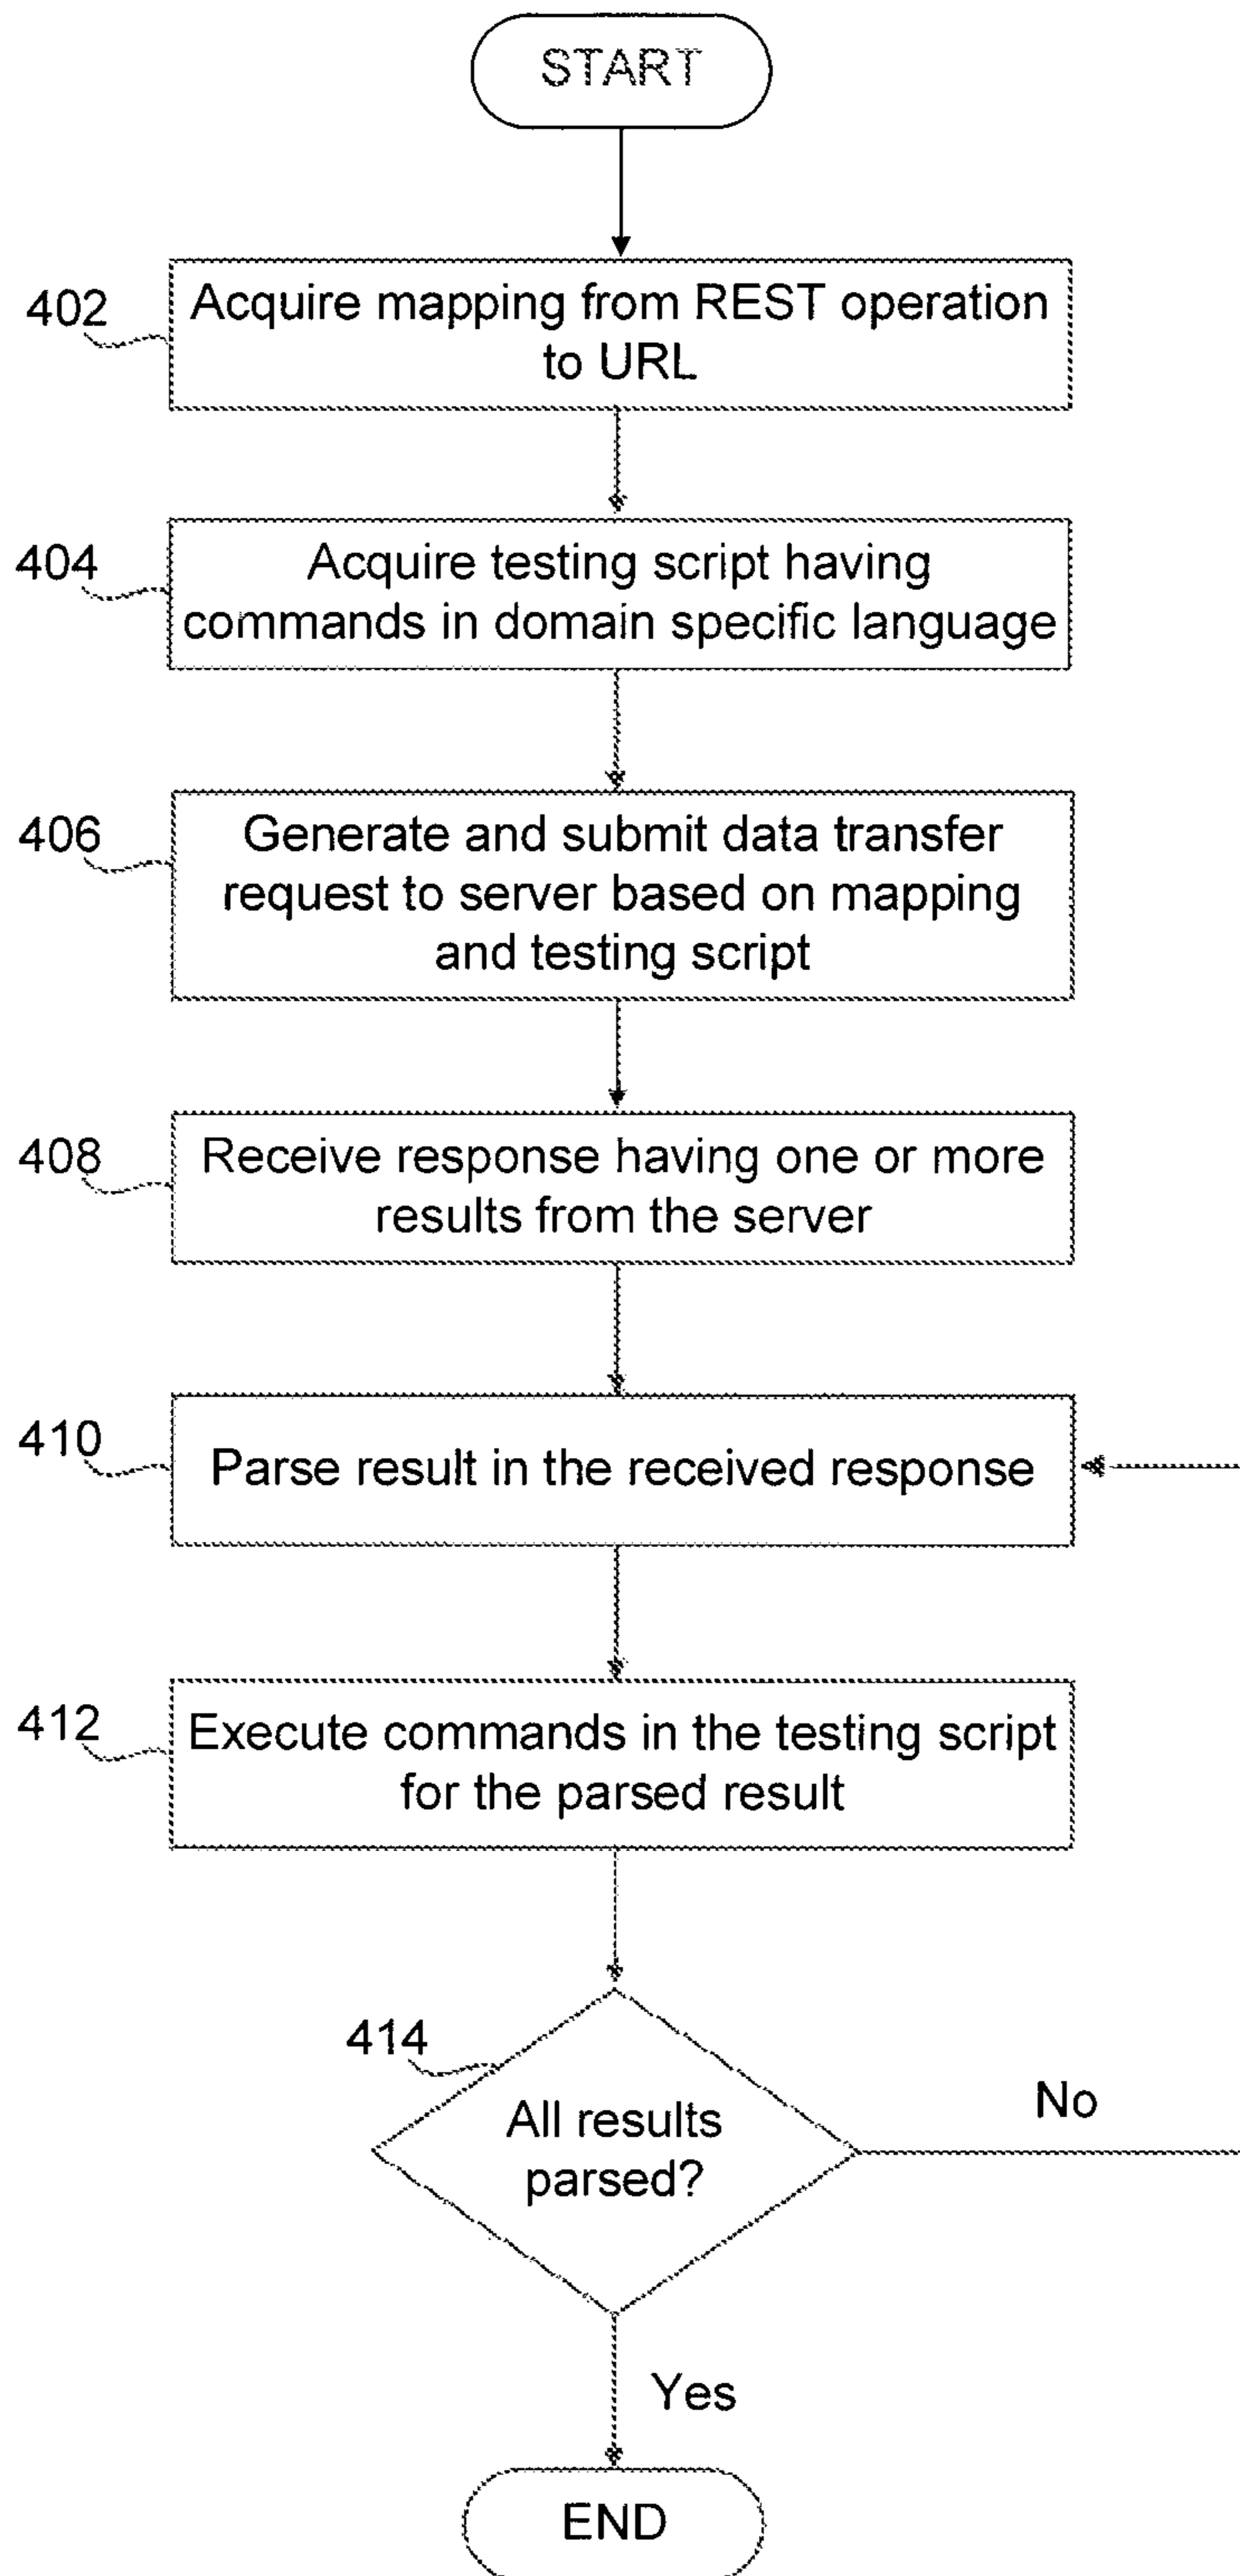 START
402
Acquire mapping from REST operation
to URL
404
Acquire testing script having
commands in domain specific language
406
Generate and submit data transfer
request to server based on mapping
and testing script
408
Receive response having one or more
results from the server
410
Parse result in the received response
412
Execute commands in the testing script
for the parsed result
414
All results
parsed?
No
Yes
END